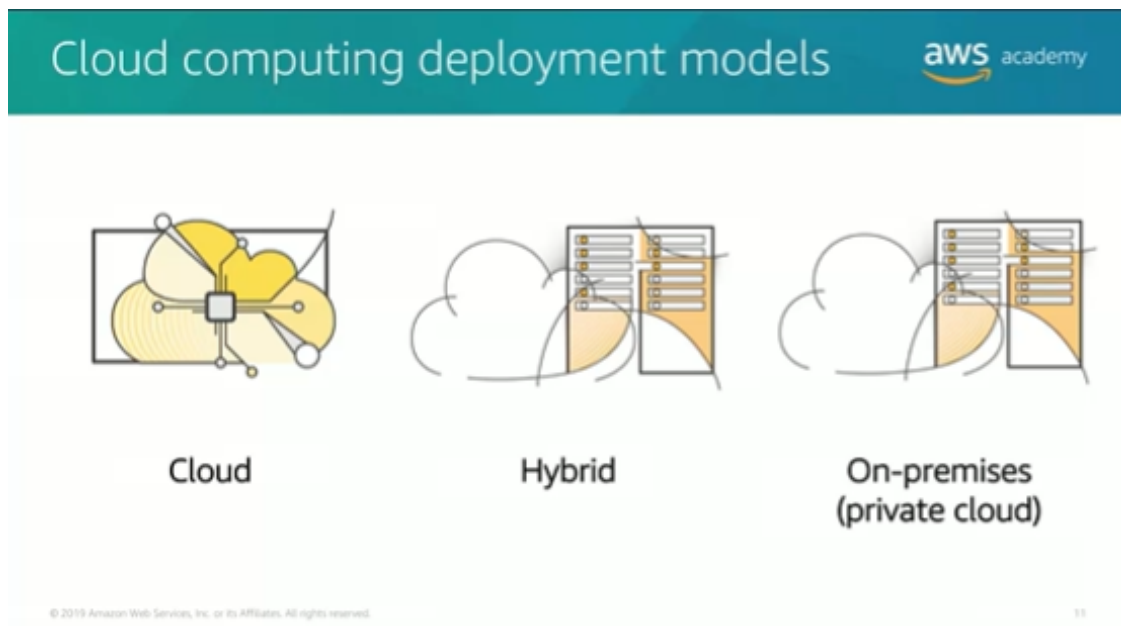 Cloud computing deployment models
aws academy
Cloud
Hybrid
On-premises
(private cloud)
© 2019 Amazon Web Services, Inc. or its Affiliates. All rights reserved.
11